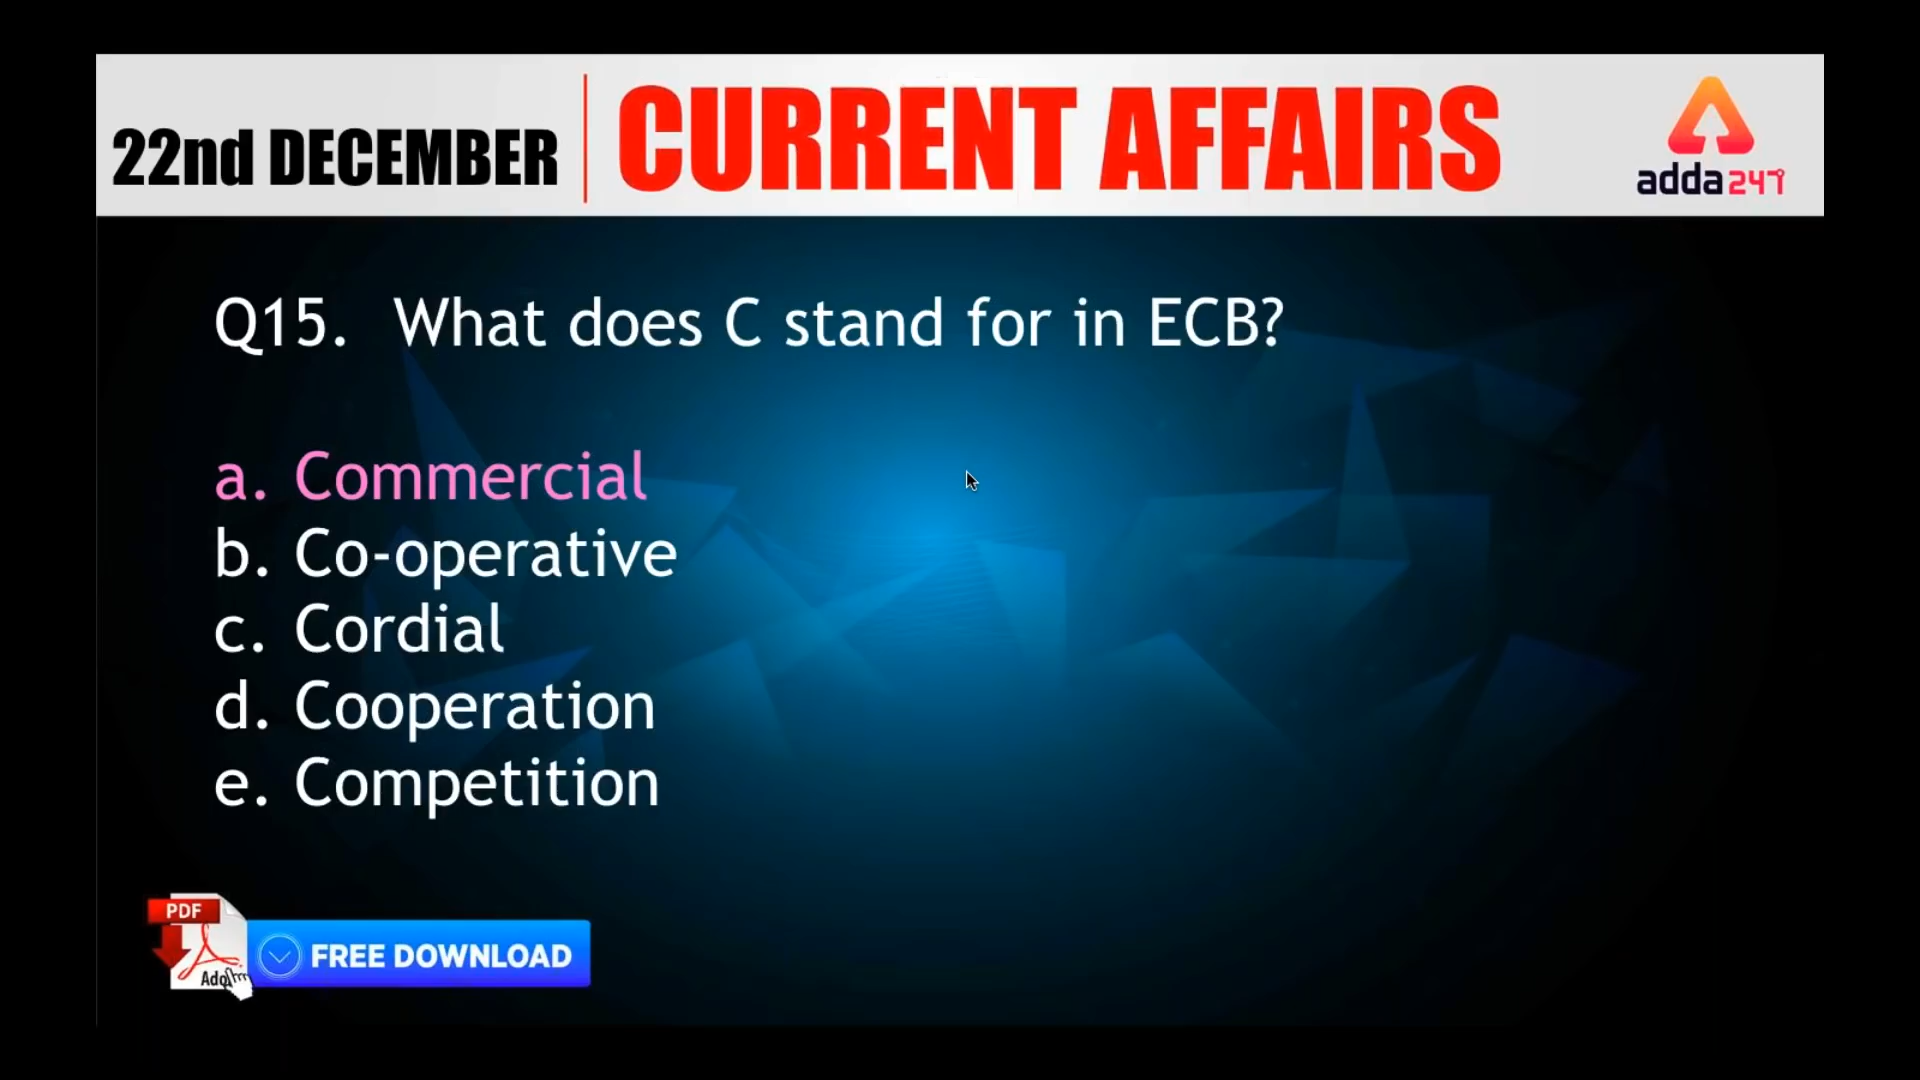 22nd DECEMBER
CURRENT AFFAIRS
adda247
Q15. What does C stand for in ECB?
a. Commercial
b. Co-operative
c. Cordial
d. Cooperation
e. Competition
PDF
FREE DOWNLOAD